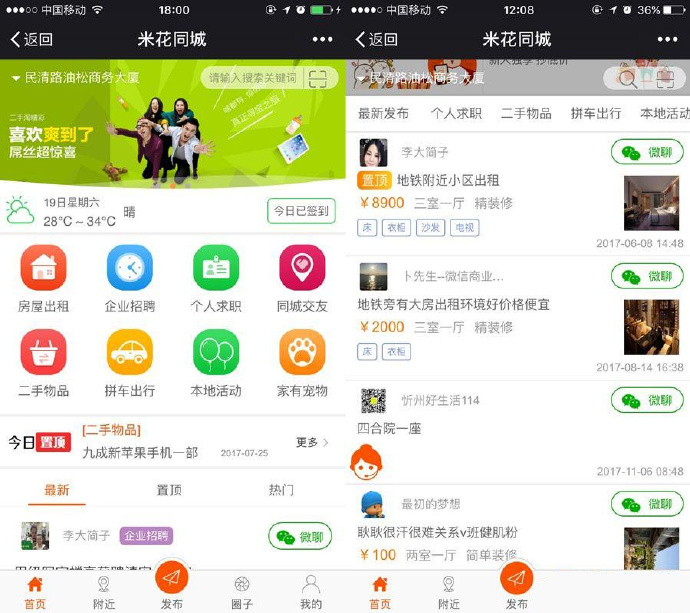 中国移动
18:00
返回
米花同城
民清路油松商务大厦
请输入搜索关键词
二手淘精彩
喜欢爽到了
屌丝超惊喜
19日星期六
28°C ~ 34°C
晴
今日已签到
房屋出租
企业招聘
个人求职
同城交友
二手物品
拼车出行
本地活动
家有宠物
今日置顶
[二手物品]
九成新苹果手机一部
2017-07-25
更多
最新
置顶
热门
李大简子
企业招聘
微聊
首页
附近
发布
圈子
我的
中国移动
12:08
36%
返回
米花同城
民清路油松商务大厦
最新发布
个人求职
二手物品
拼车出行
本地活动
李大简子
微聊
置顶 地铁附近小区出租
¥8900 三室一厅 精装修
床 衣柜 沙发 电视
2017-06-08 14:48
卜先生--微信商业...
微聊
地铁旁有大房出租环境好价格便宜
¥2000 三室一厅 精装修
床 衣柜
2017-08-14 16:38
忻州好生活114
微聊
四合院一座
2017-11-06 08:48
最初的梦想
微聊
耿耿很汗很难关系v班健肌粉
¥100 两室一厅 简单装修
首页
附近
发布